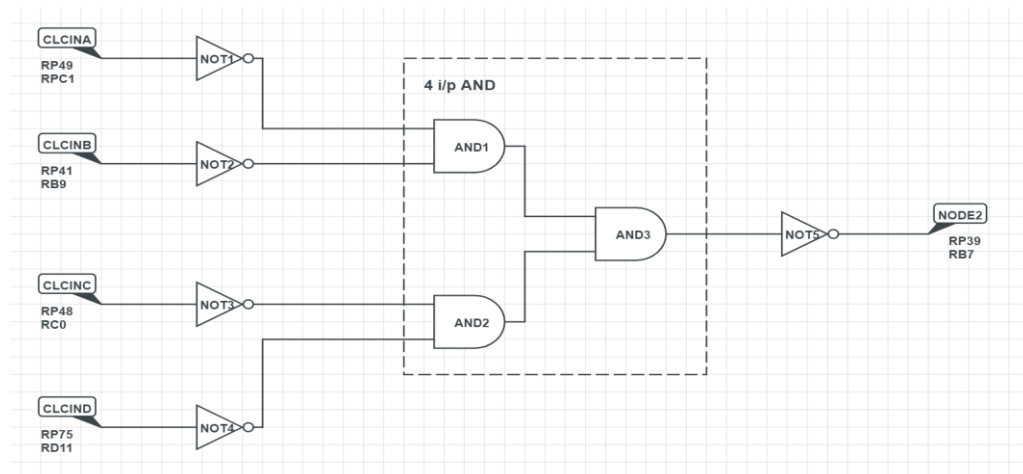 CLCINA
RP49
RPC1
NOT1
4 i/p AND
CLCINB
RP41
RB9
NOT2
AND1
AND3
NOT5
NODE2
RP39
RB7
CLCINC
RP48
RC0
NOT3
AND2
CLCIND
RP75
RD11
NOT4